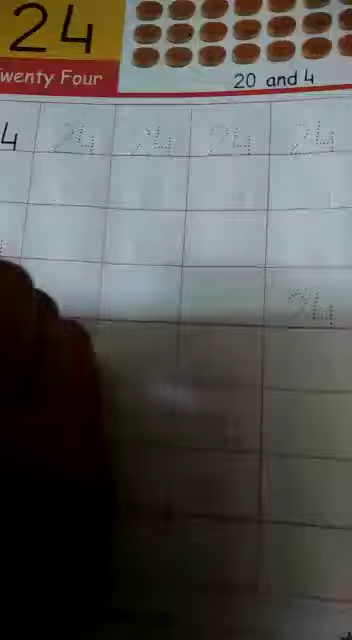 24
wenty Four
20 and 4
4 24 24 24 24
24